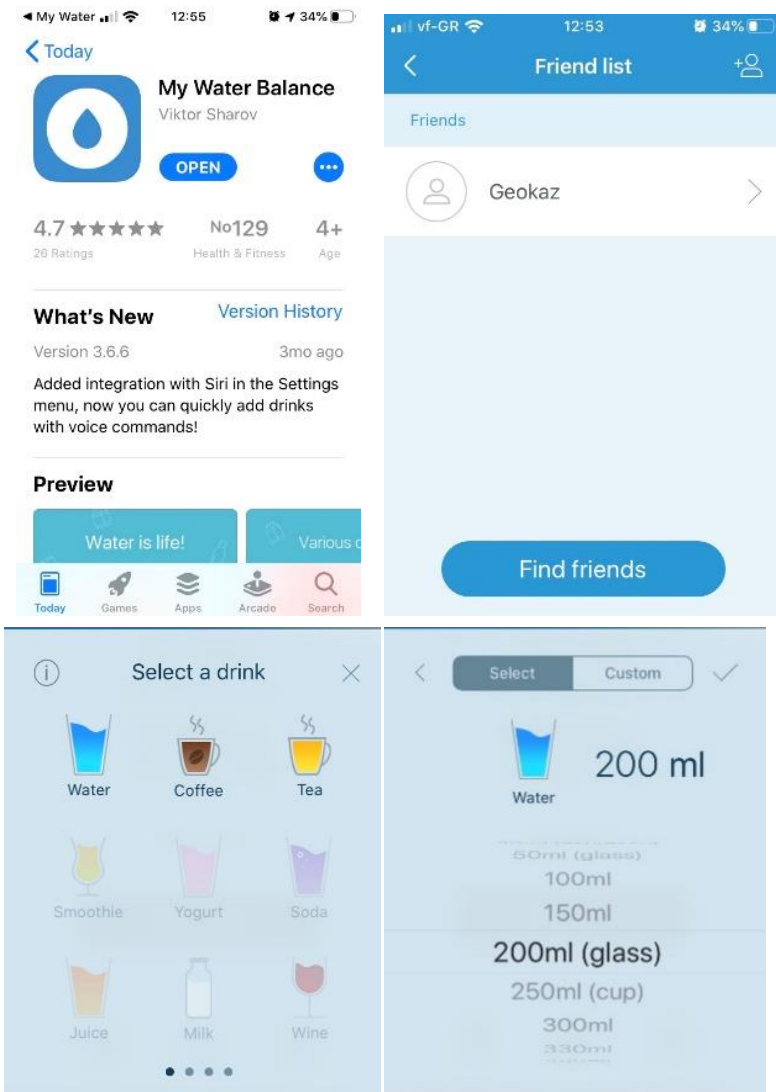 My Water
12:55
34%
Today
My Water Balance
Viktor Sharov
OPEN
4.7
No129
4+
26 Ratings
Health & Fitness
Age
What's New
Version History
Version 3.6.6
3mo ago
Added integration with Siri in the Settings
menu, now you can quickly add drinks
with voice commands!
Preview
Water is life!
Various
Today
Games
Apps
Arcade
Search
vf-GR
12:53
34%
Friend list
Friends
Geokaz
Find friends
Select a drink
Water
Coffee
Tea
Smoothie
Yogurt
Soda
Juice
Milk
Wine
Select
Custom
Water
200 ml
50ml (glass)
100ml
150ml
200ml (glass)
250ml (cup)
300ml
330ml